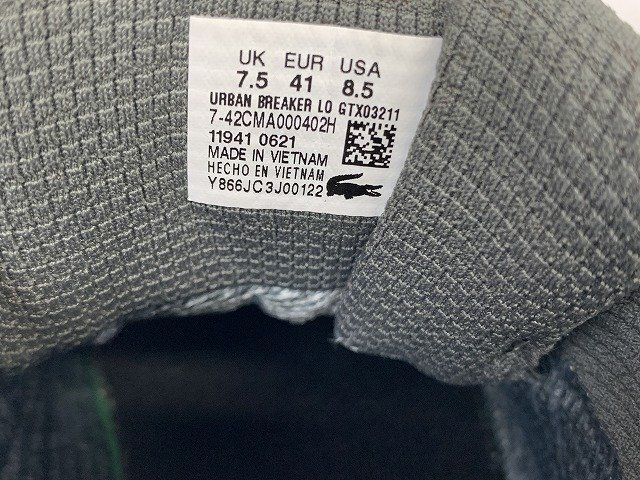 UK EUR USA
7.5 41 8.5
URBAN BREAKER LO GTX03211
7-42CMA000402H
11941 0621
MADE IN VIETNAM
HECHO EN VIETNAM
Y866JC3J00122